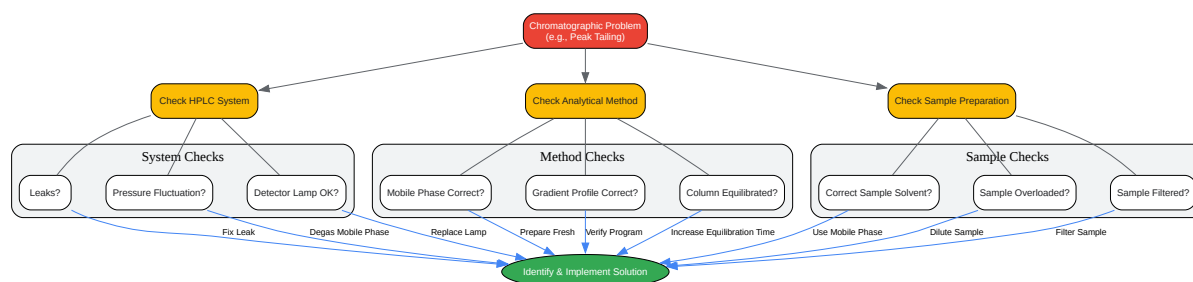 Chromatographic Problem
(e.g., Peak Tailing)
Check HPLC System
Check Analytical Method
Check Sample Preparation
System Checks
Method Checks
Sample Checks
Leaks?
Pressure Fluctuation?
Detector Lamp OK?
Mobile Phase Correct?
Gradient Profile Correct?
Column Equilibrated?
Correct Sample Solvent?
Sample Overloaded?
Sample Filtered?
Fix Leak
Degas Mobile Phase
Replace Lamp
Prepare Fresh
Verify Program
Increase Equilibration Time
Use Mobile Phase
Dilute Sample
Filter Sample
Identify & Implement Solution